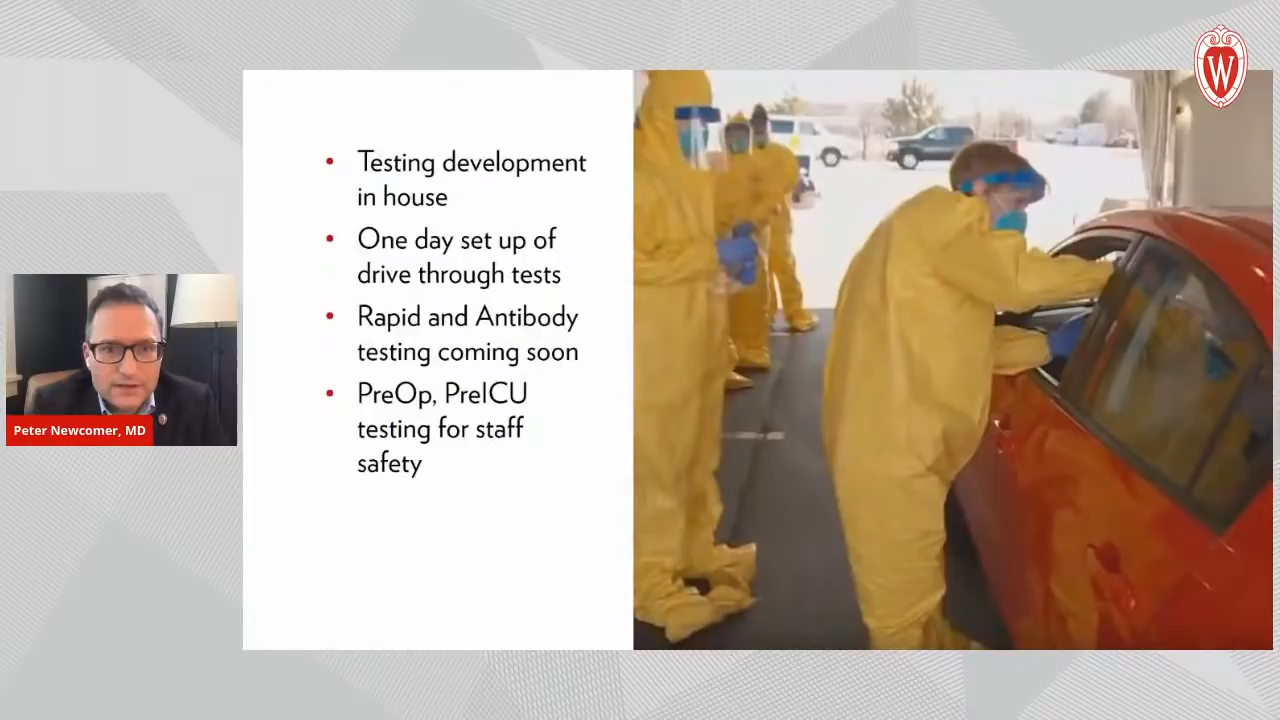 W
Testing development
in house
One day set up of
drive through tests
Rapid and Antibody
testing coming soon
PreOp, PreICU
testing for staff
safety
Peter Newcomer, MD